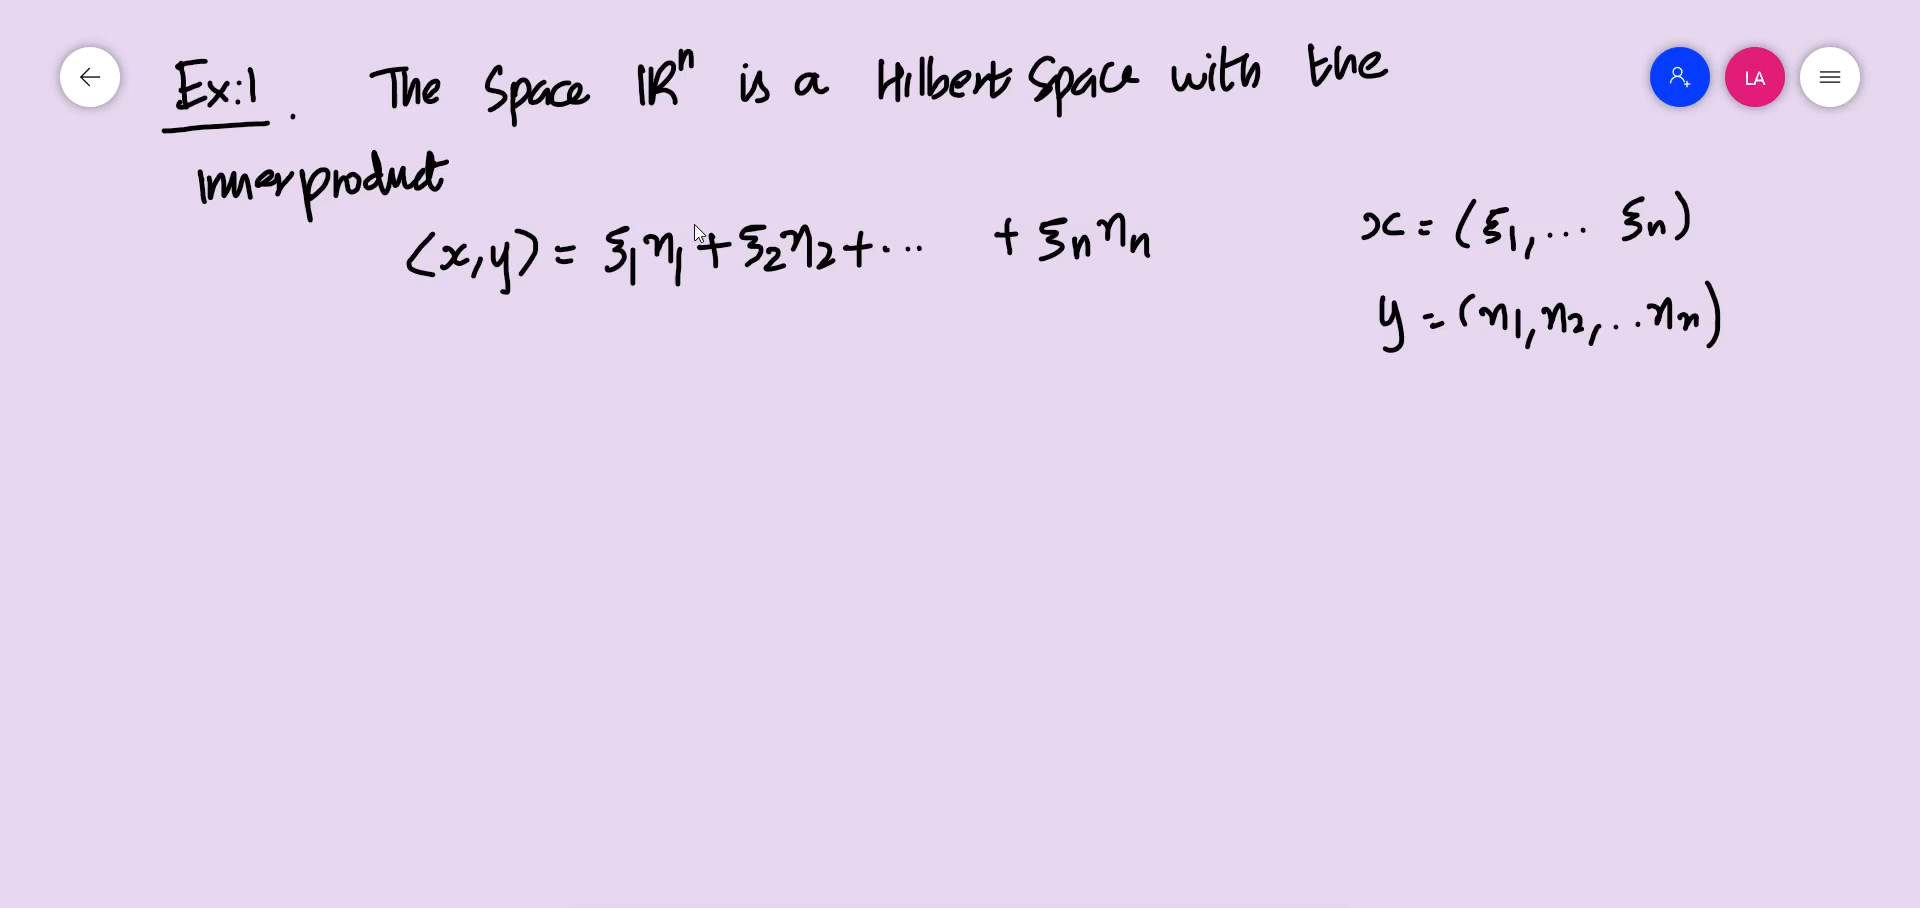 Ex:1. The Space ℝⁿ is a Hilbert Space with the
LA
innerproduct
⟨x,y⟩ = ξ₁η₁ + ξ₂η₂ + ... + ξₙηₙ
x = (ξ₁, ... ξₙ)
y = (η₁, η₂, ... ηₙ)